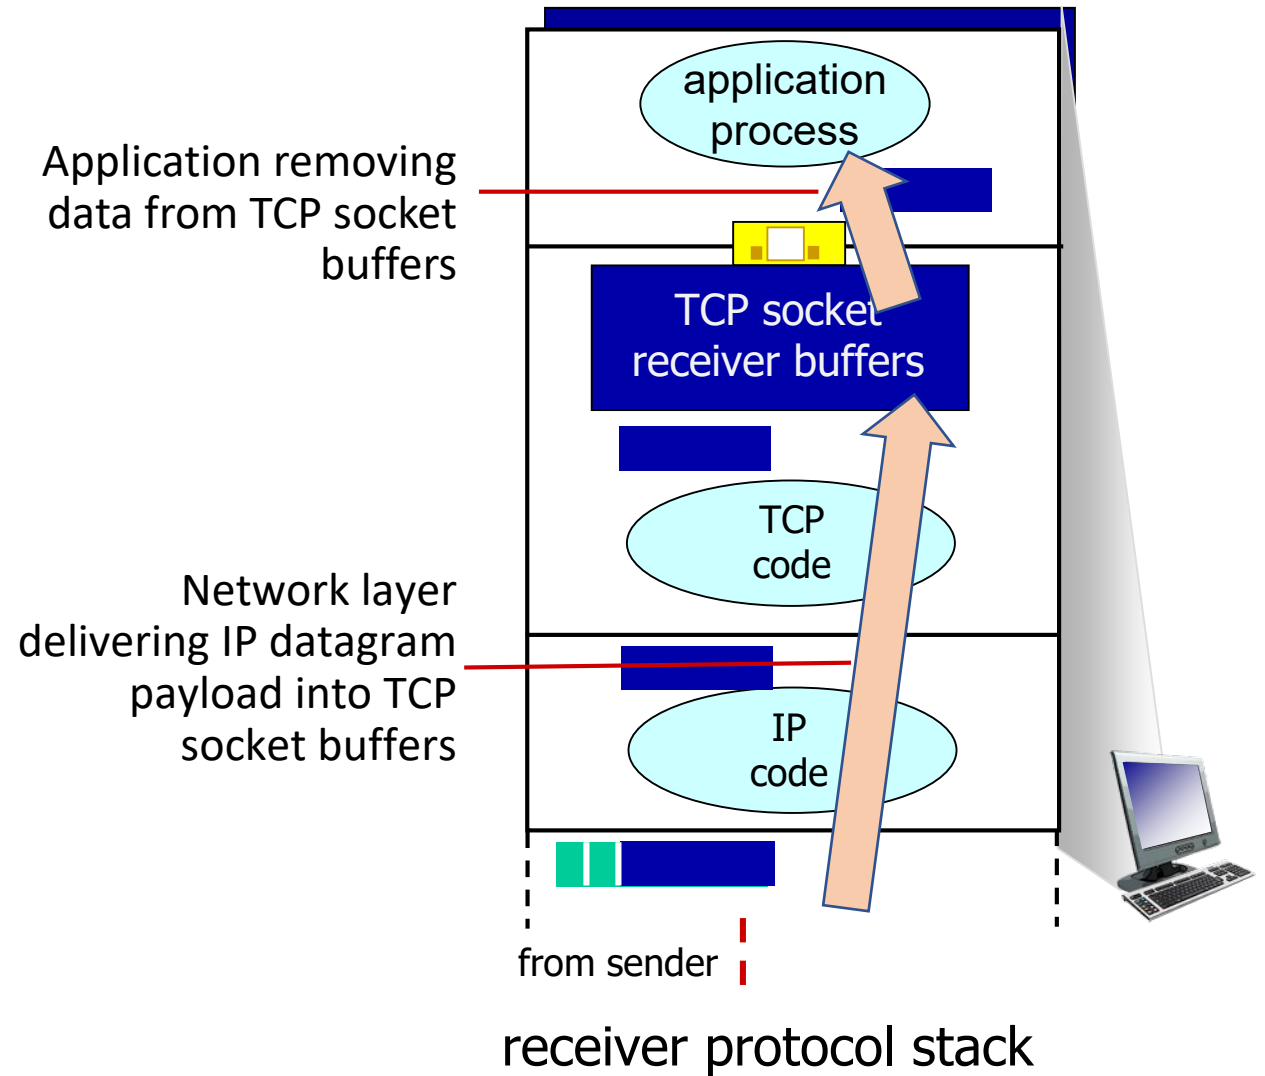 application
process
Application removing
data from TCP socket
buffers
TCP socket
receiver buffers
TCP
code
Network layer
delivering IP datagram
payload into TCP
socket buffers
IP
code
from sender
receiver protocol stack